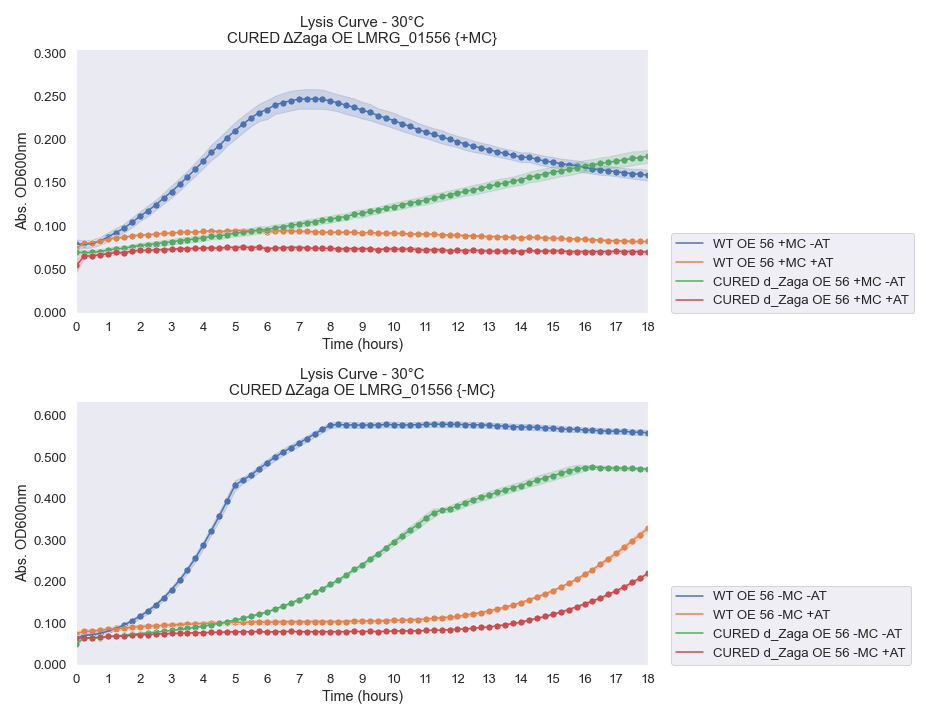 Lysis Curve - 30°C
CURED ΔZaga OE LMRG_01556 {+MC}
0.300
0.250
0.200
0.150
0.100
0.050
0.000
Abs. OD600nm
0 1 2 3 4 5 6 7 8 9 10 11 12 13 14 15 16 17 18
Time (hours)
WT OE 56 +MC -AT
WT OE 56 +MC +AT
CURED d_Zaga OE 56 +MC -AT
CURED d_Zaga OE 56 +MC +AT
Lysis Curve - 30°C
CURED ΔZaga OE LMRG_01556 {-MC}
0.600
0.500
0.400
0.300
0.200
0.100
0.000
Abs. OD600nm
0 1 2 3 4 5 6 7 8 9 10 11 12 13 14 15 16 17 18
Time (hours)
WT OE 56 -MC -AT
WT OE 56 -MC +AT
CURED d_Zaga OE 56 -MC -AT
CURED d_Zaga OE 56 -MC +AT